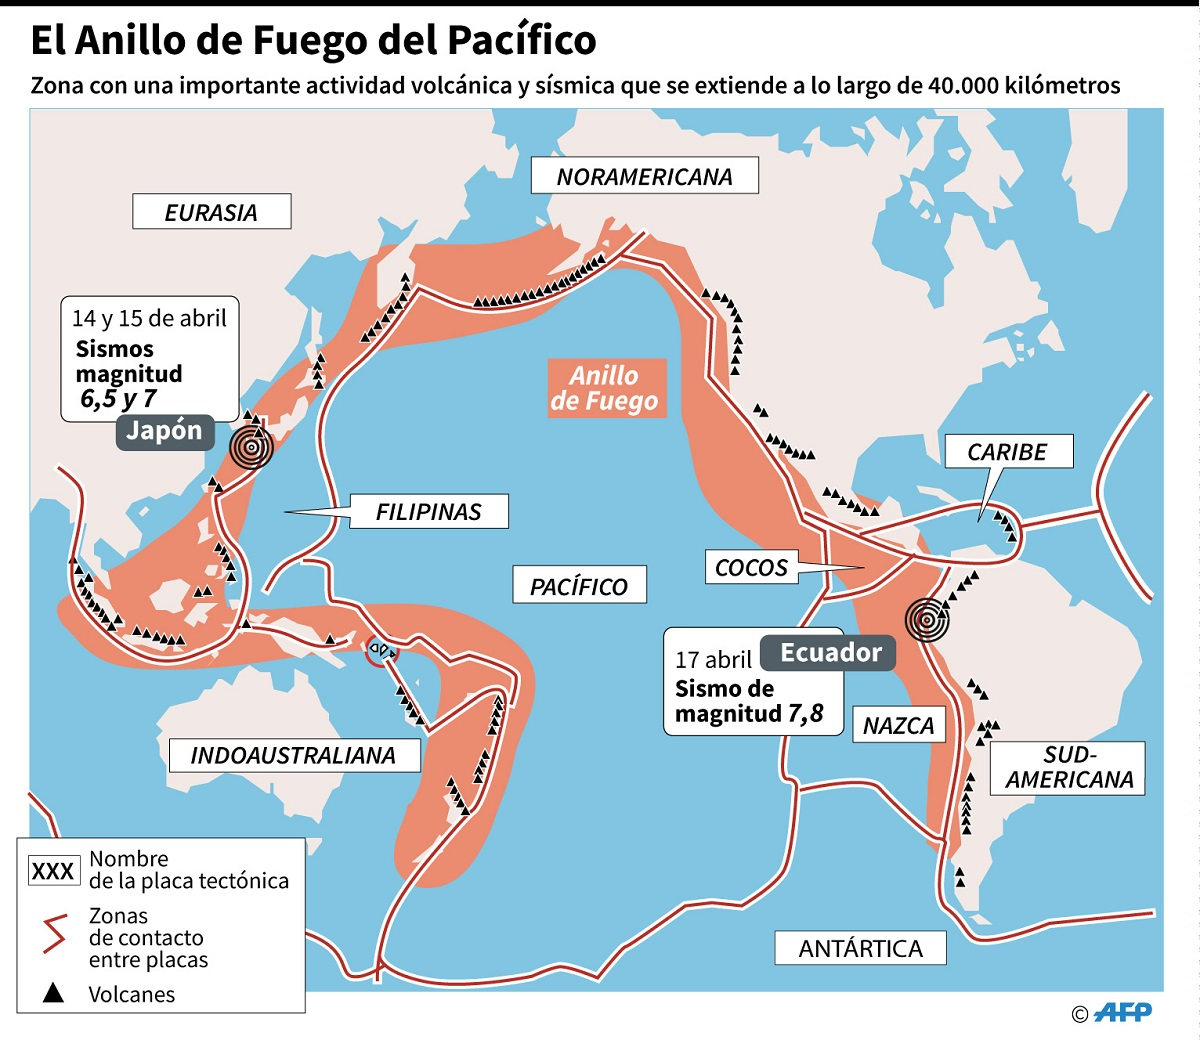 El Anillo de Fuego del Pacífico
Zona con una importante actividad volcánica y sísmica que se extiende a lo largo de 40.000 kilómetros
NORAMERICANA
EURASIA
14 y 15 de abril
Sismos
magnitud
6,5 y 7
Japón
Anillo
de Fuego
CARIBE
FILIPINAS
COCOS
PACÍFICO
17 abril
Ecuador
Sismo de
magnitud 7,8
NAZCA
INDOAUSTRALIANA
SUD-
AMERICANA
ANTÁRTICA
XXX
Nombre
de la placa tectónica
Zonas
de contacto
entre placas
Volcanes
© AFP